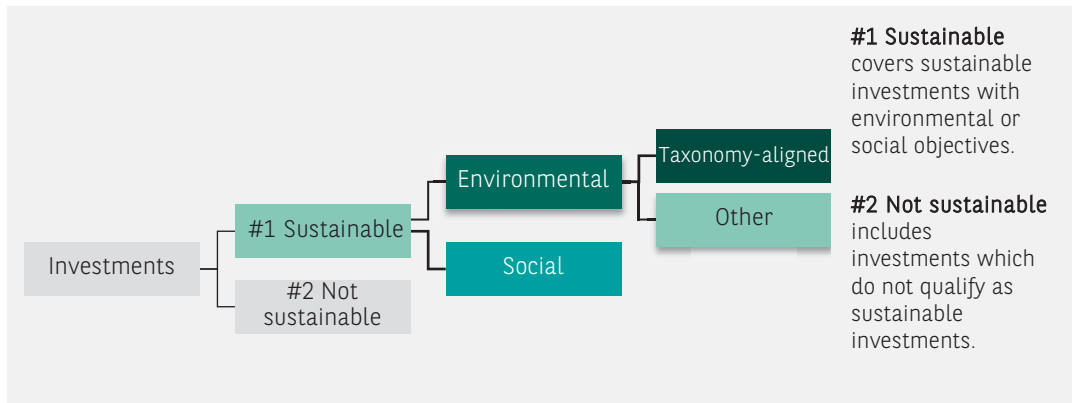 Investments
#1 Sustainable
#2 Not
sustainable
Environmental
Social
Taxonomy-aligned
Other
#1 Sustainable
covers sustainable
investments with
environmental or
social objectives.
#2 Not sustainable
includes
investments which
do not qualify as
sustainable
investments.